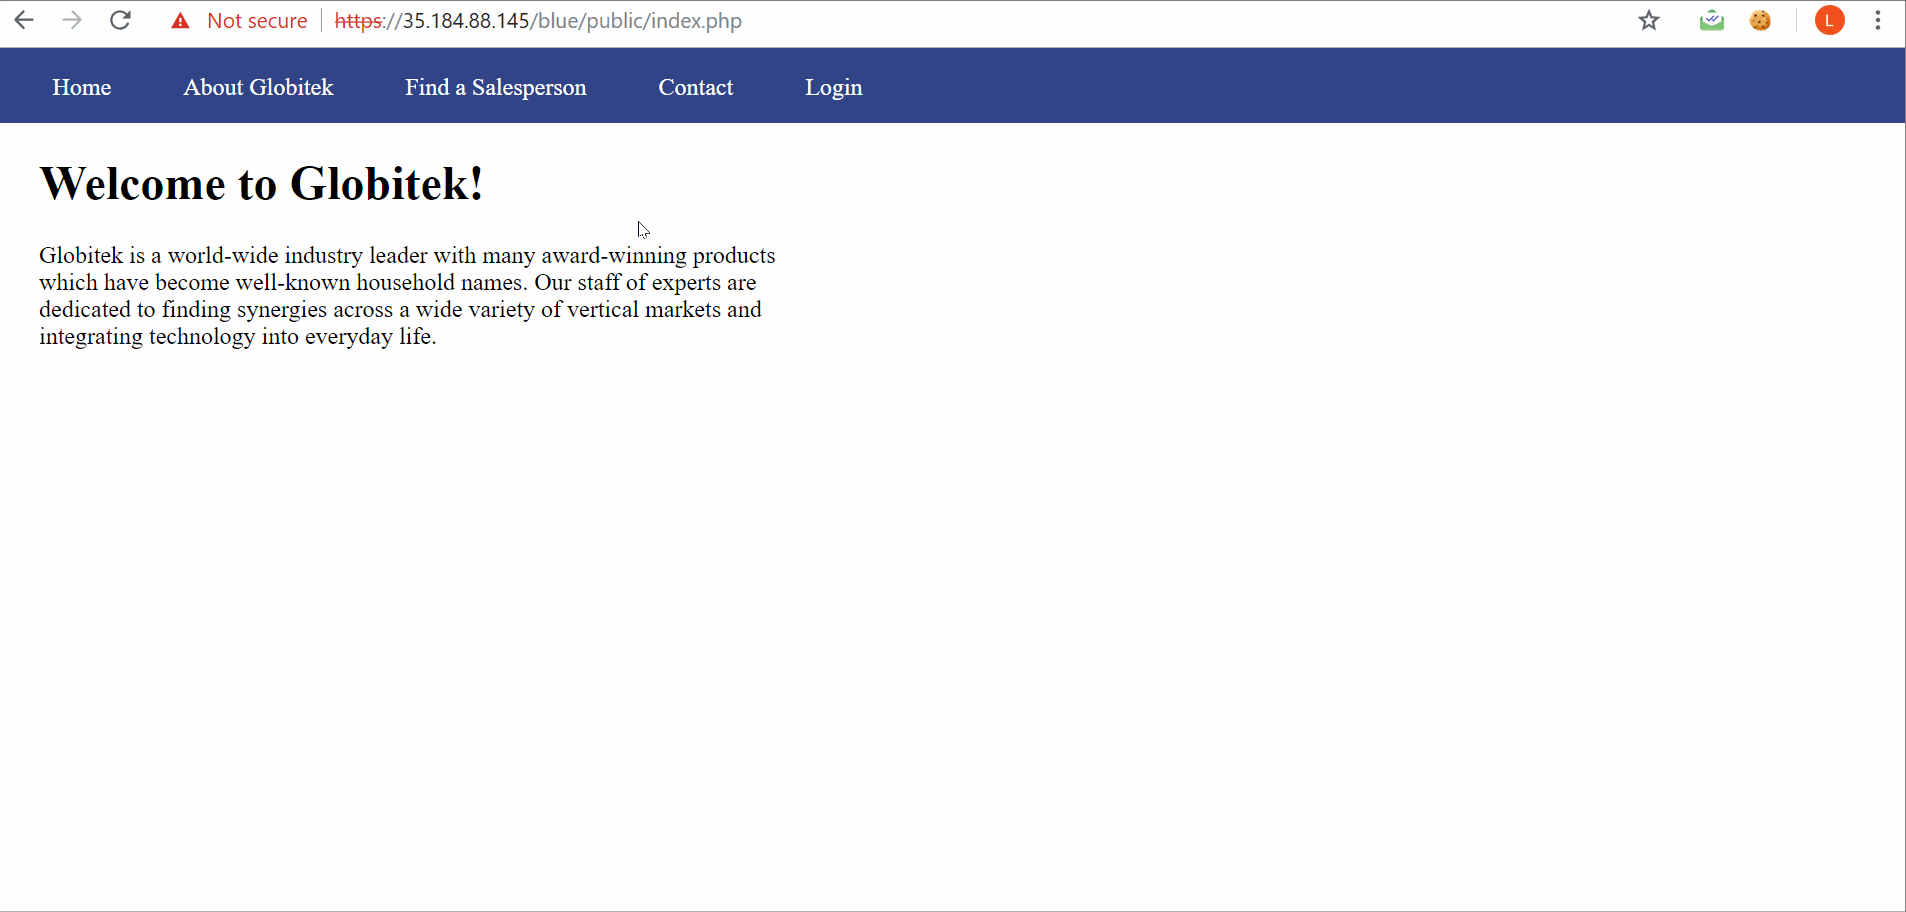 Not secure https://35.184.88.145/blue/public/index.php L
Home About Globitek Find a Salesperson Contact Login
Welcome to Globitek!
Globitek is a world-wide industry leader with many award-winning products
which have become well-known household names. Our staff of experts are
dedicated to finding synergies across a wide variety of vertical markets and
integrating technology into everyday life.